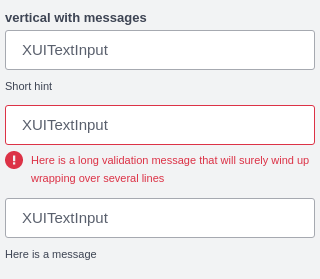 vertical with messages
XUITextInput
Short hint
XUITextInput
Here is a long validation message that will surely wind up
wrapping over several lines
XUITextInput
Here is a message